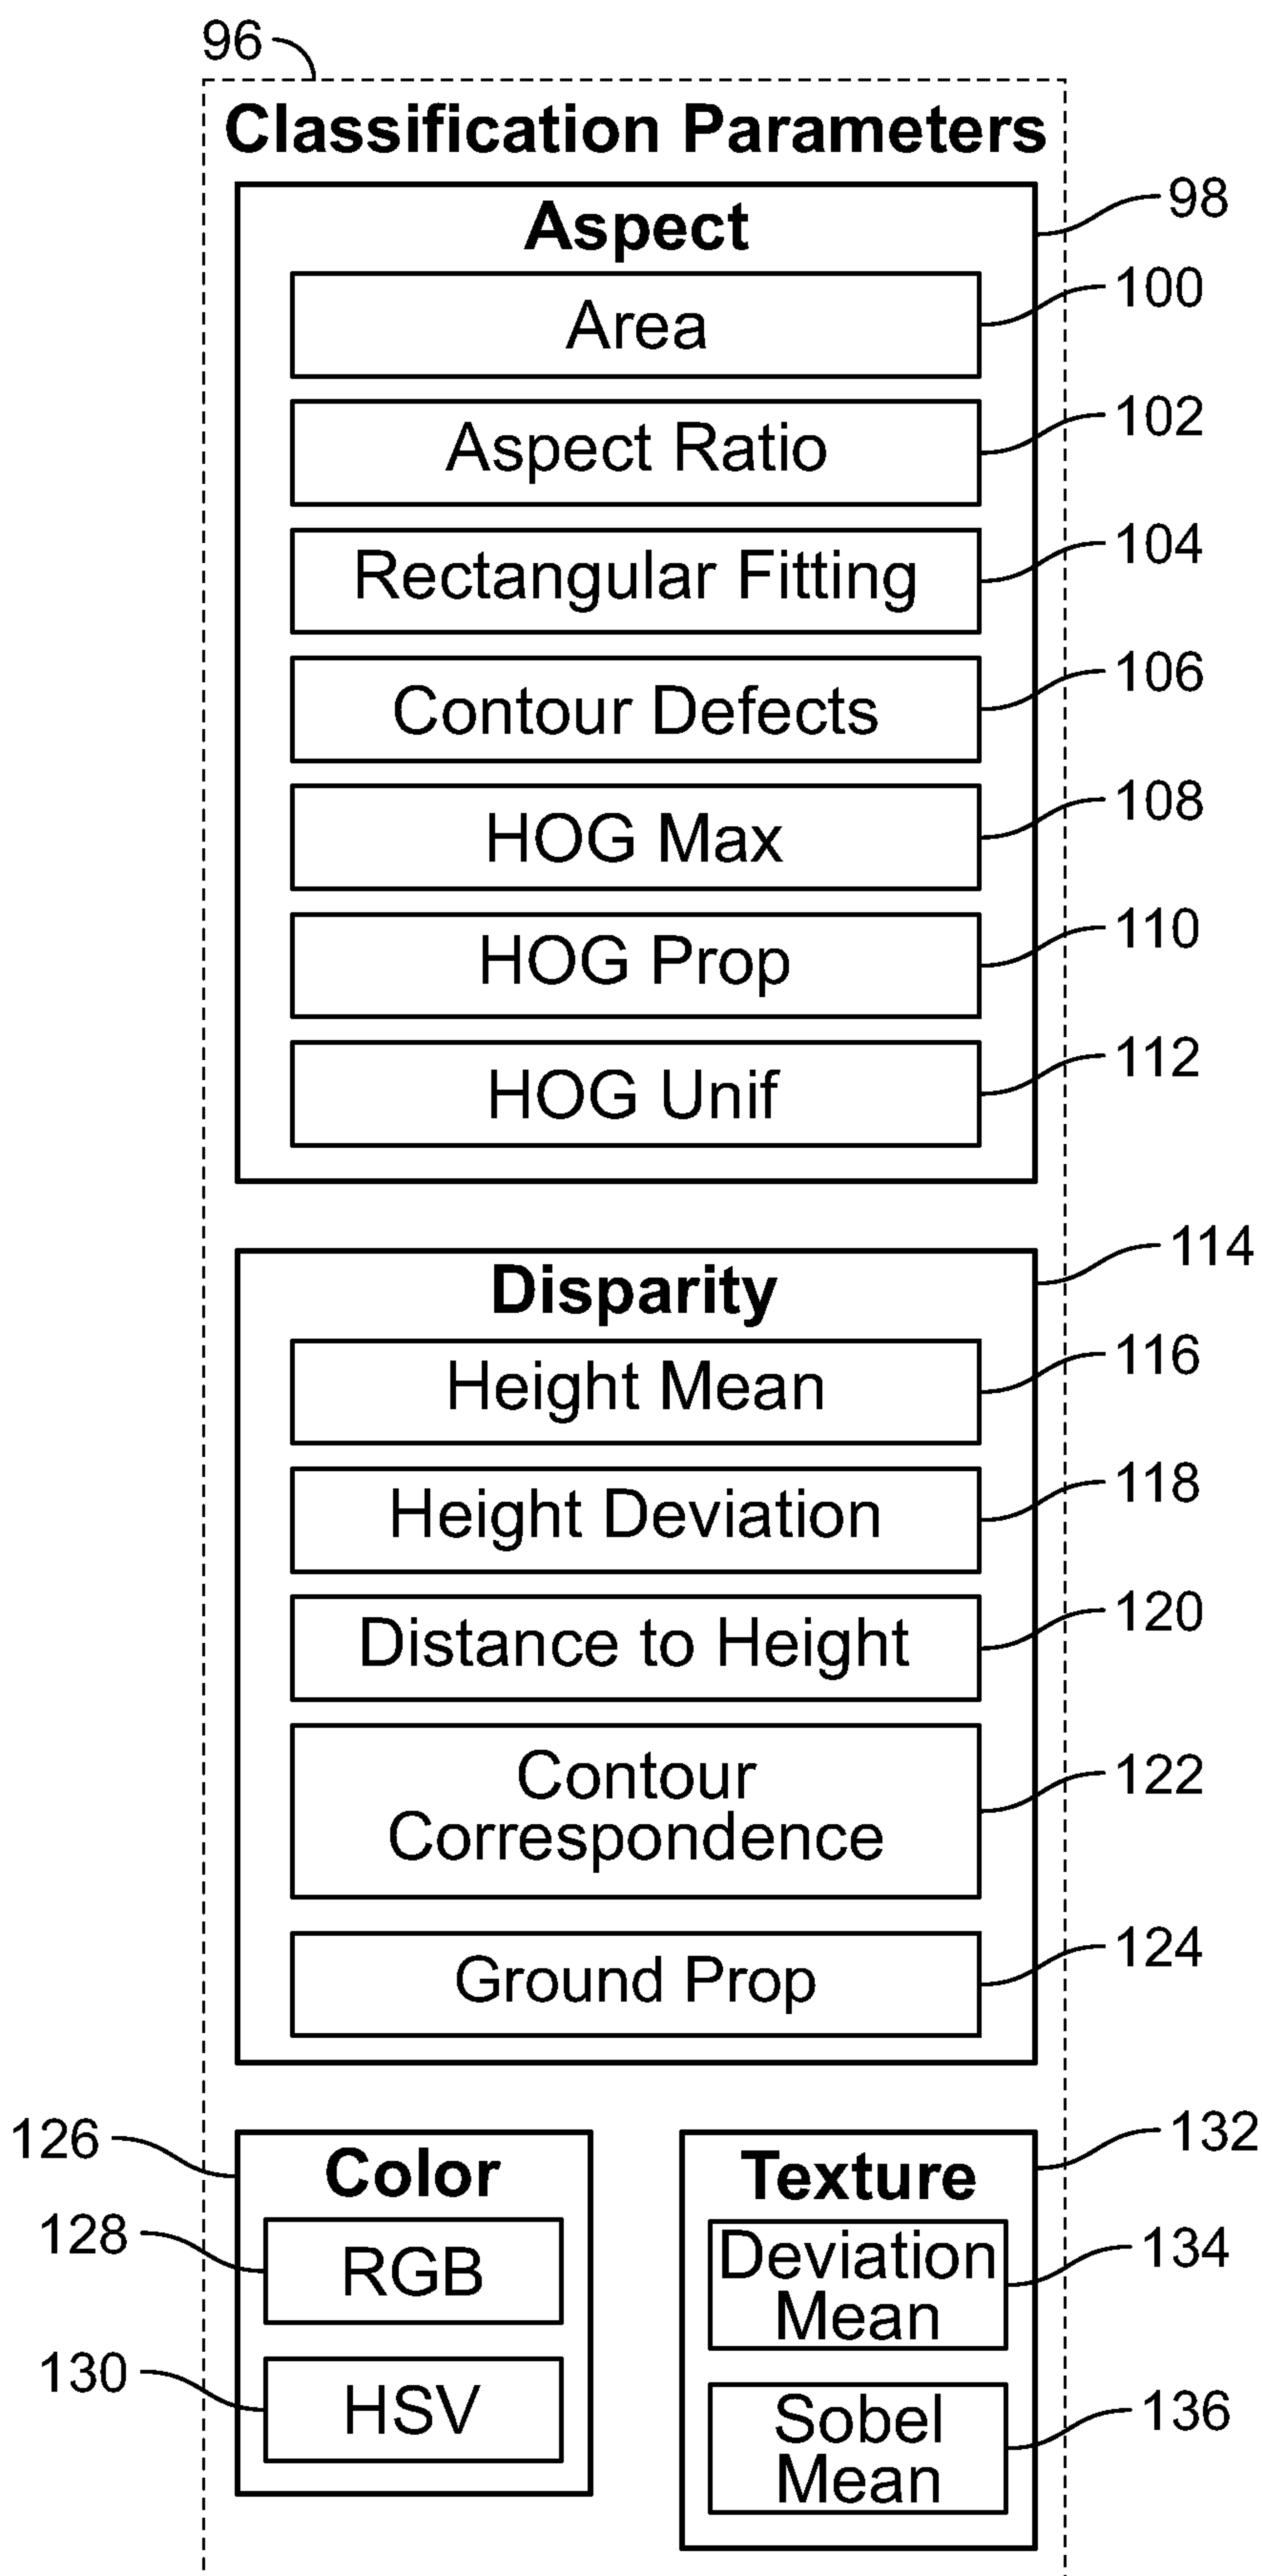 96
Classification Parameters
98
Aspect
100
Area
102
Aspect Ratio
104
Rectangular Fitting
106
Contour Defects
108
HOG Max
110
HOG Prop
112
HOG Unif
114
Disparity
116
Height Mean
118
Height Deviation
120
Distance to Height
122
Contour
Correspondence
124
Ground Prop
126
Color
128
RGB
130
HSV
132
Texture
134
Deviation
Mean
136
Sobel
Mean